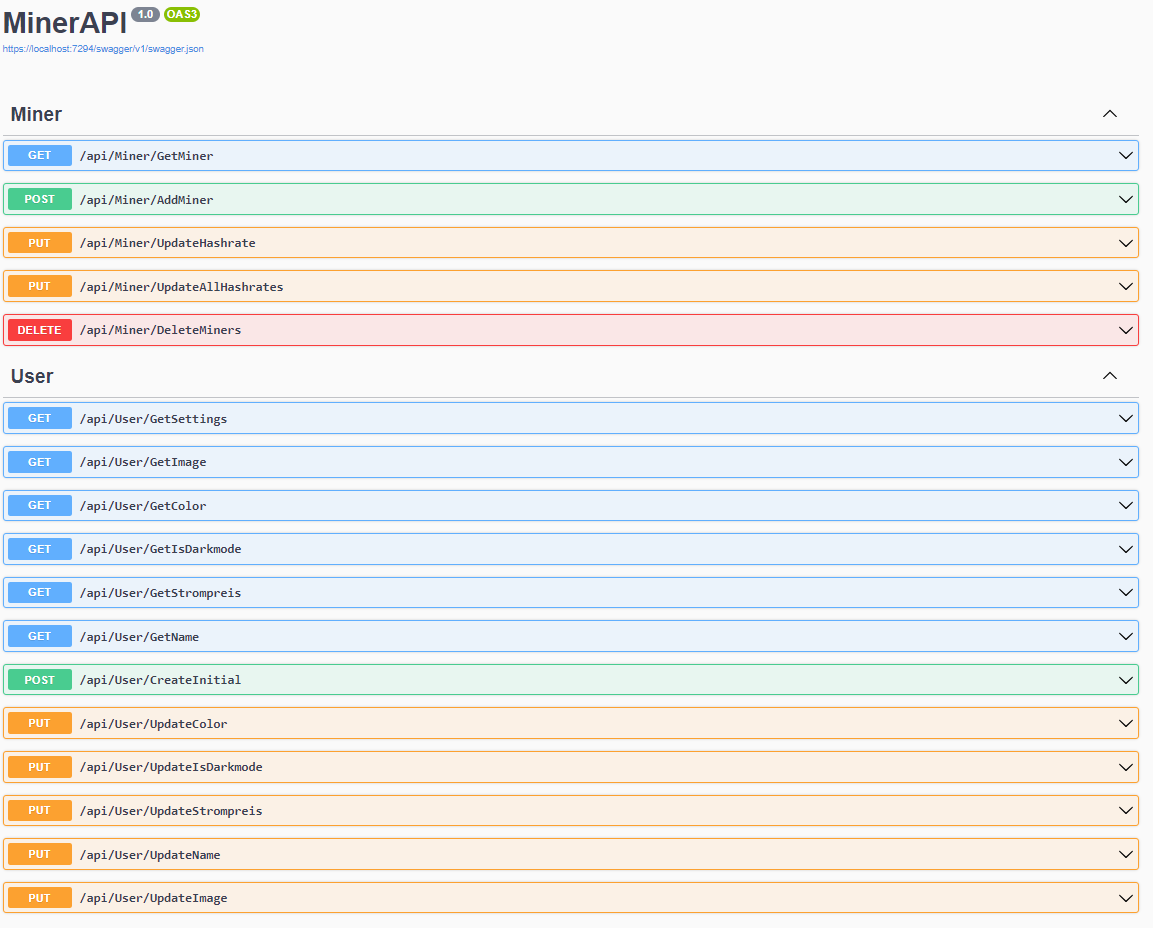 MinerAPI 1.0 OAS3
https://localhost:7294/swagger/v1/swagger.json
Miner
GET /api/Miner/GetMiner
POST /api/Miner/AddMiner
PUT /api/Miner/UpdateHashrate
PUT /api/Miner/UpdateAllHashrates
DELETE /api/Miner/DeleteMiners
User
GET /api/User/GetSettings
GET /api/User/GetImage
GET /api/User/GetColor
GET /api/User/GetIsDarkmode
GET /api/User/GetStrompreis
GET /api/User/GetName
POST /api/User/CreateInitial
PUT /api/User/UpdateColor
PUT /api/User/UpdateIsDarkmode
PUT /api/User/UpdateStrompreis
PUT /api/User/UpdateName
PUT /api/User/UpdateImage